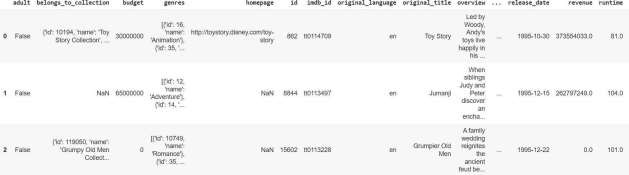 adult belongs_to_collection budget genres homepage id imdb_id original_language original_title overview ... release_date revenue runtime
0 False {'id': 10194, 'name': 'Toy Story Collection', ... 30000000 [{'id': 16, 'name': 'Animation'}, {'id': 35, '... http://toystory.disney.com/toy-story 862 tt0114709 en Toy Story Led by Woody, Andy's toys live happily in his ... ... 1995-10-30 373554033.0 81.0
1 False NaN 65000000 [{'id': 12, 'name': 'Adventure'}, {'id': 14, '... NaN 8844 tt0113497 en Jumanji When siblings Judy and Peter discover an encha... ... 1995-12-15 262797249.0 104.0
2 False {'id': 119050, 'name': 'Grumpy Old Men Collect... 0 [{'id': 10749, 'name': 'Romance'}, {'id': 35, ... NaN 15602 tt0113228 en Grumpier Old Men A family wedding reignites the ancient feud be... ... 1995-12-22 0.0 101.0